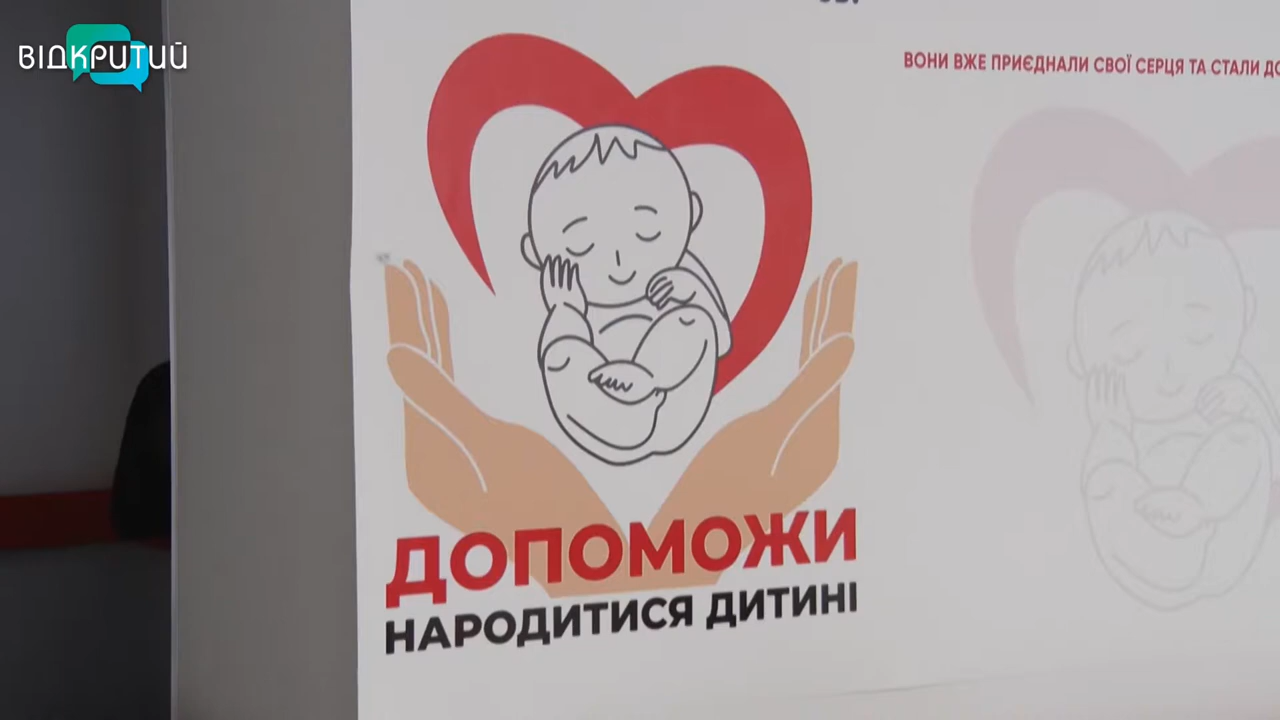 ВІДКРИТИЙ
ВОНИ ВЖЕ ПРИЄДНАЛИ СВОЇ СЕРЦЯ ТА СТАЛИ
ДОПОМОЖИ
НАРОДИТИСЯ ДИТИНІ